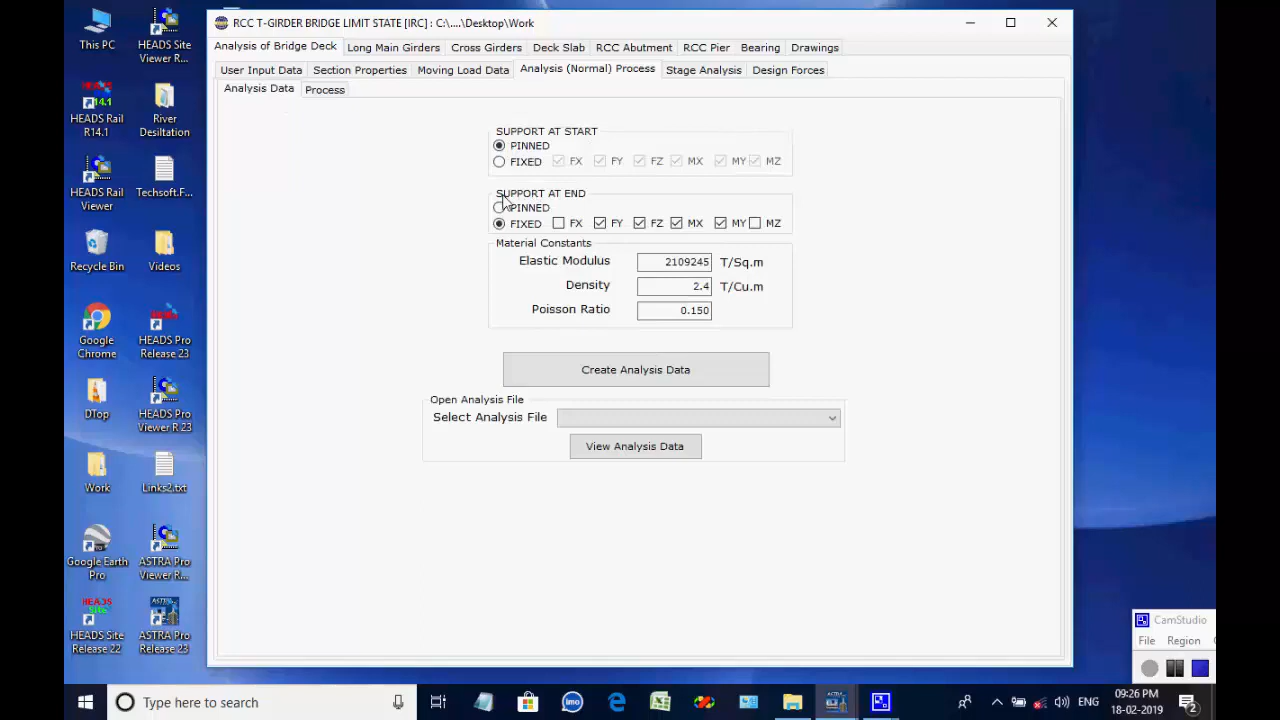 RCC T-GIRDER BRIDGE LIMIT STATE [IRC] : C:\....\Desktop\Work
Analysis of Bridge Deck Long Main Girders Cross Girders Deck Slab RCC Abutment RCC Pier Bearing Drawings
User Input Data Section Properties Moving Load Data Analysis (Normal) Process Stage Analysis Design Forces
Analysis Data Process
SUPPORT AT START
PINNED
FIXED FX FY FZ MX MY MZ
SUPPORT AT END
PINNED
FIXED FX FY FZ MX MY MZ
Material Constants
Elastic Modulus 2109245 T/Sq.m
Density 2.4 T/Cu.m
Poisson Ratio 0.150
Create Analysis Data
Open Analysis File
Select Analysis File
View Analysis Data
This PC
HEADS Site
Viewer R...
HEADS
14.1
HEADS Rail
R14.1
River
Desiltation
HEADS Rail
Viewer
Techsoft.F...
Recycle Bin
Videos
Google
Chrome
HEADS Pro
Release 23
DTop
HEADS Pro
Viewer R 23
Work
Links2.txt
Google Earth
Pro
ASTRA Pro
Viewer R...
HEADS
SITE
HEADS Site
Release 22
ASTRA Pro
Release 23
CamStudio
File Region
Type here to search
imo
ENG
09:26 PM
18-02-2019
2